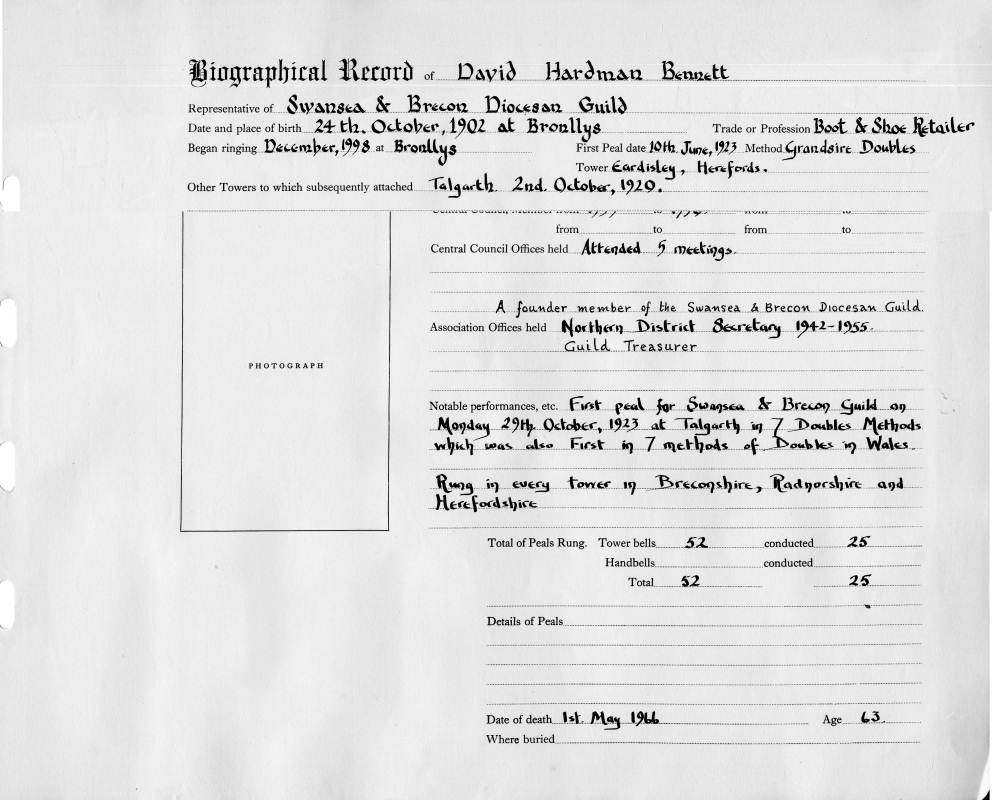 Biographical Record of David Hardman Bennett
Representative of Swansea & Brecon Diocesan Guild
Date and place of birth 24th. October, 1902 at Bronllys Trade or Profession Boot & Shoe Retailer
Began ringing December, 1998 at Bronllys First Peal date 10th. June, 1923 Method Grandsire Doubles
Tower Eardisley, Herefords.
Other Towers to which subsequently attached Talgarth. 2nd. October, 1920.
Central Council Member from to from to
from to from to
Central Council Offices held Attended 5 meetings.
A founder member of the Swansea & Brecon Diocesan Guild.
Association Offices held Northern District Secretary 1942-1955.
Guild Treasurer
PHOTOGRAPH
Notable performances, etc. First peal for Swansea & Brecon Guild on
Monday 29th. October, 1923 at Talgarth in 7 Doubles Methods
which was also First in 7 methods of Doubles in Wales.
Rung in every tower in Breconshire, Radnorshire and
Herefordshire
Total of Peals Rung. Tower bells 52 conducted 25
Handbells conducted
Total 52 25
Details of Peals
Date of death 1st. May 1966 Age 63.
Where buried